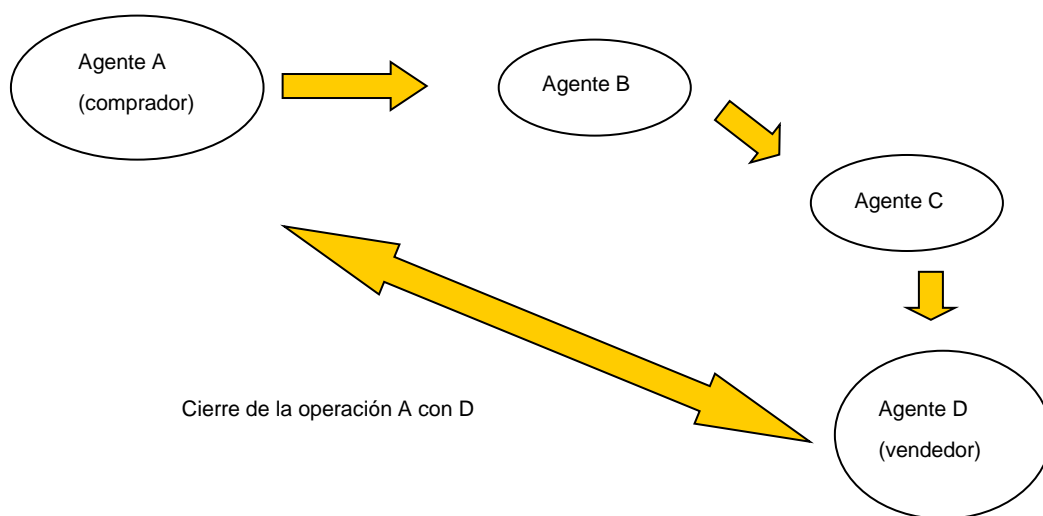 Agente A
(comprador)
Agente B
Agente C
Cierre de la operación A con D
Agente D
(vendedor)